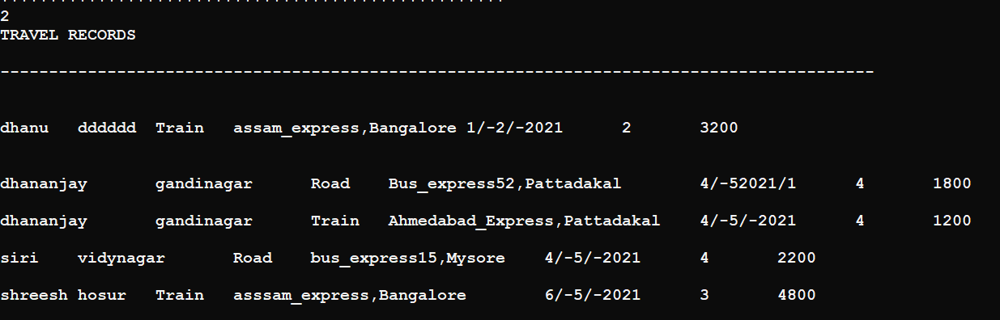 2
TRAVEL RECORDS
------------------------------------------------------------------------------------------
dhanu dddddd Train assam_express,Bangalore 1/-2/-2021 2 3200
dhananjay gandinagar Road Bus_express52,Pattadakal 4/-52021/1 4 1800
dhananjay gandinagar Train Ahmedabad_Express,Pattadakal 4/-5/-2021 4 1200
siri vidynagar Road bus_express15,Mysore 4/-5/-2021 4 2200
shreesh hosur Train asssam_express,Bangalore 6/-5/-2021 3 4800